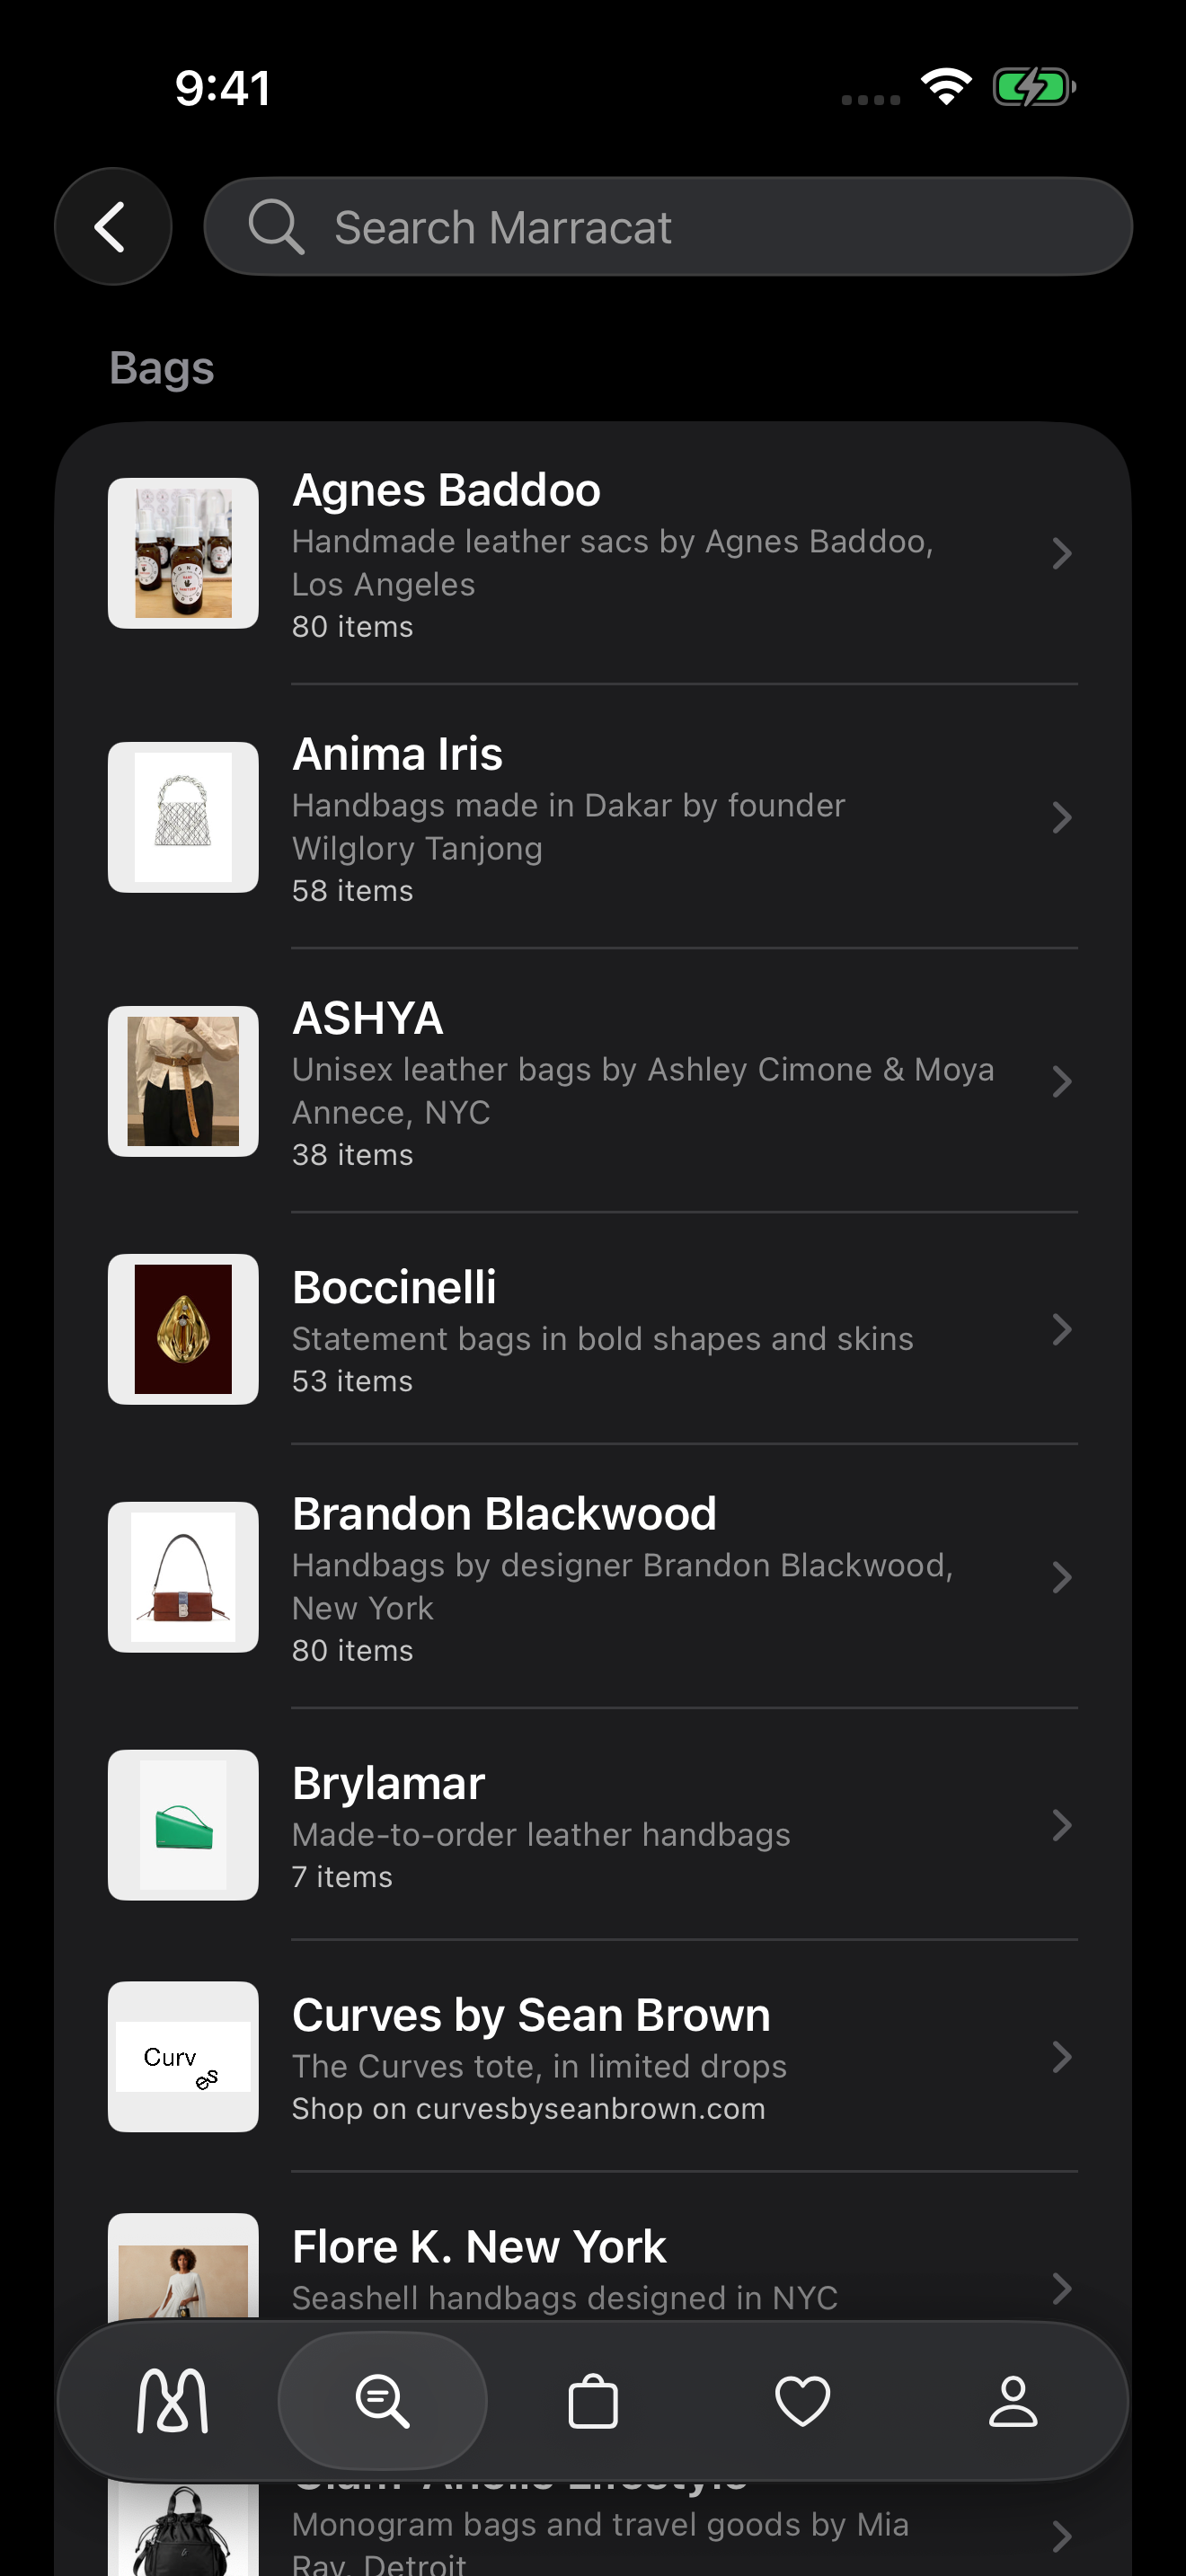 9:41
Search Marracat
Bags
Agnes Baddoo
Handmade leather sacs by Agnes Baddoo,
Los Angeles
80 items
Anima Iris
Handbags made in Dakar by founder
Wilglory Tanjong
58 items
ASHYA
Unisex leather bags by Ashley Cimone & Moya
Annece, NYC
38 items
Boccinelli
Statement bags in bold shapes and skins
53 items
Brandon Blackwood
Handbags by designer Brandon Blackwood,
New York
80 items
Brylamar
Made-to-order leather handbags
7 items
Curves
Curves by Sean Brown
The Curves tote, in limited drops
Shop on curvesbyseanbrown.com
Flore K. New York
Seashell handbags designed in NYC
Monogram bags and travel goods by Mia
Ray, Detroit